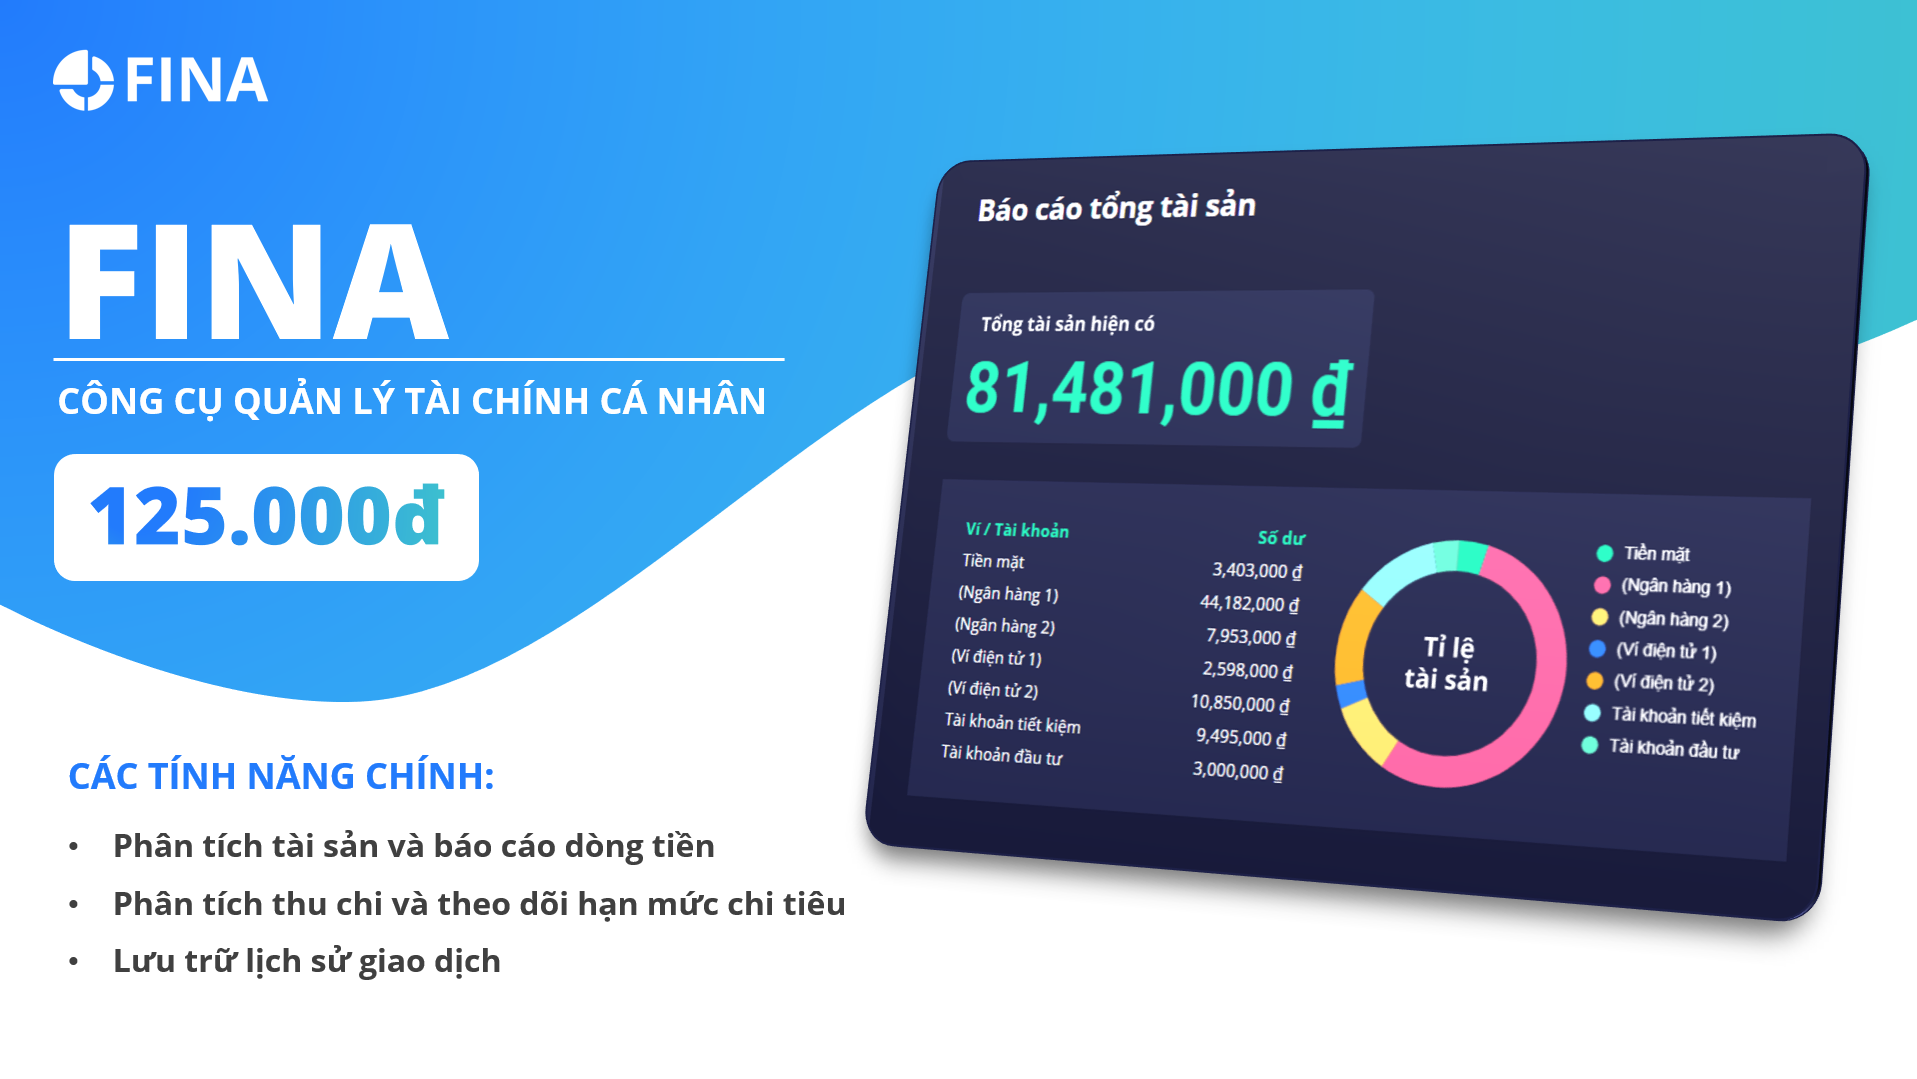 FINA
FINA
CÔNG CỤ QUẢN LÝ TÀI CHÍNH CÁ NHÂN
125.000đ
CÁC TÍNH NĂNG CHÍNH:
• Phân tích tài sản và báo cáo dòng tiền
• Phân tích thu chi và theo dõi hạn mức chi tiêu
• Lưu trữ lịch sử giao dịch
Báo cáo tổng tài sản
Tổng tài sản hiện có
81,481,000 ₫
Ví / Tài khoản Số dư
Tiền mặt 3,403,000 ₫
(Ngân hàng 1) 44,182,000 ₫
(Ngân hàng 2) 7,953,000 ₫
(Ví điện tử 1) 2,598,000 ₫
(Ví điện tử 2) 10,850,000 ₫
Tài khoản tiết kiệm 9,495,000 ₫
Tài khoản đầu tư 3,000,000 ₫
Tỉ lệ
tài sản
Tiền mặt
(Ngân hàng 1)
(Ngân hàng 2)
(Ví điện tử 1)
(Ví điện tử 2)
Tài khoản tiết kiệm
Tài khoản đầu tư